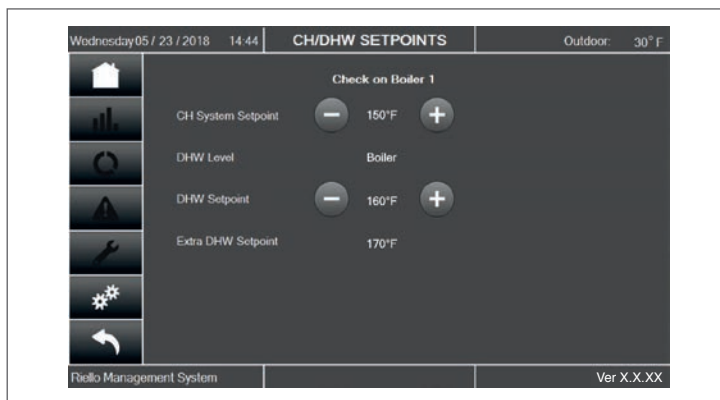 Wednesday 05 / 23 / 2018 14:44 CH/DHW SETPOINTS Outdoor: 30°F
Check on Boiler 1
CH System Setpoint 150°F
DHW Level Boiler
DHW Setpoint 160°F
Extra DHW Setpoint 170°F
Riello Management System Ver X.X.XX